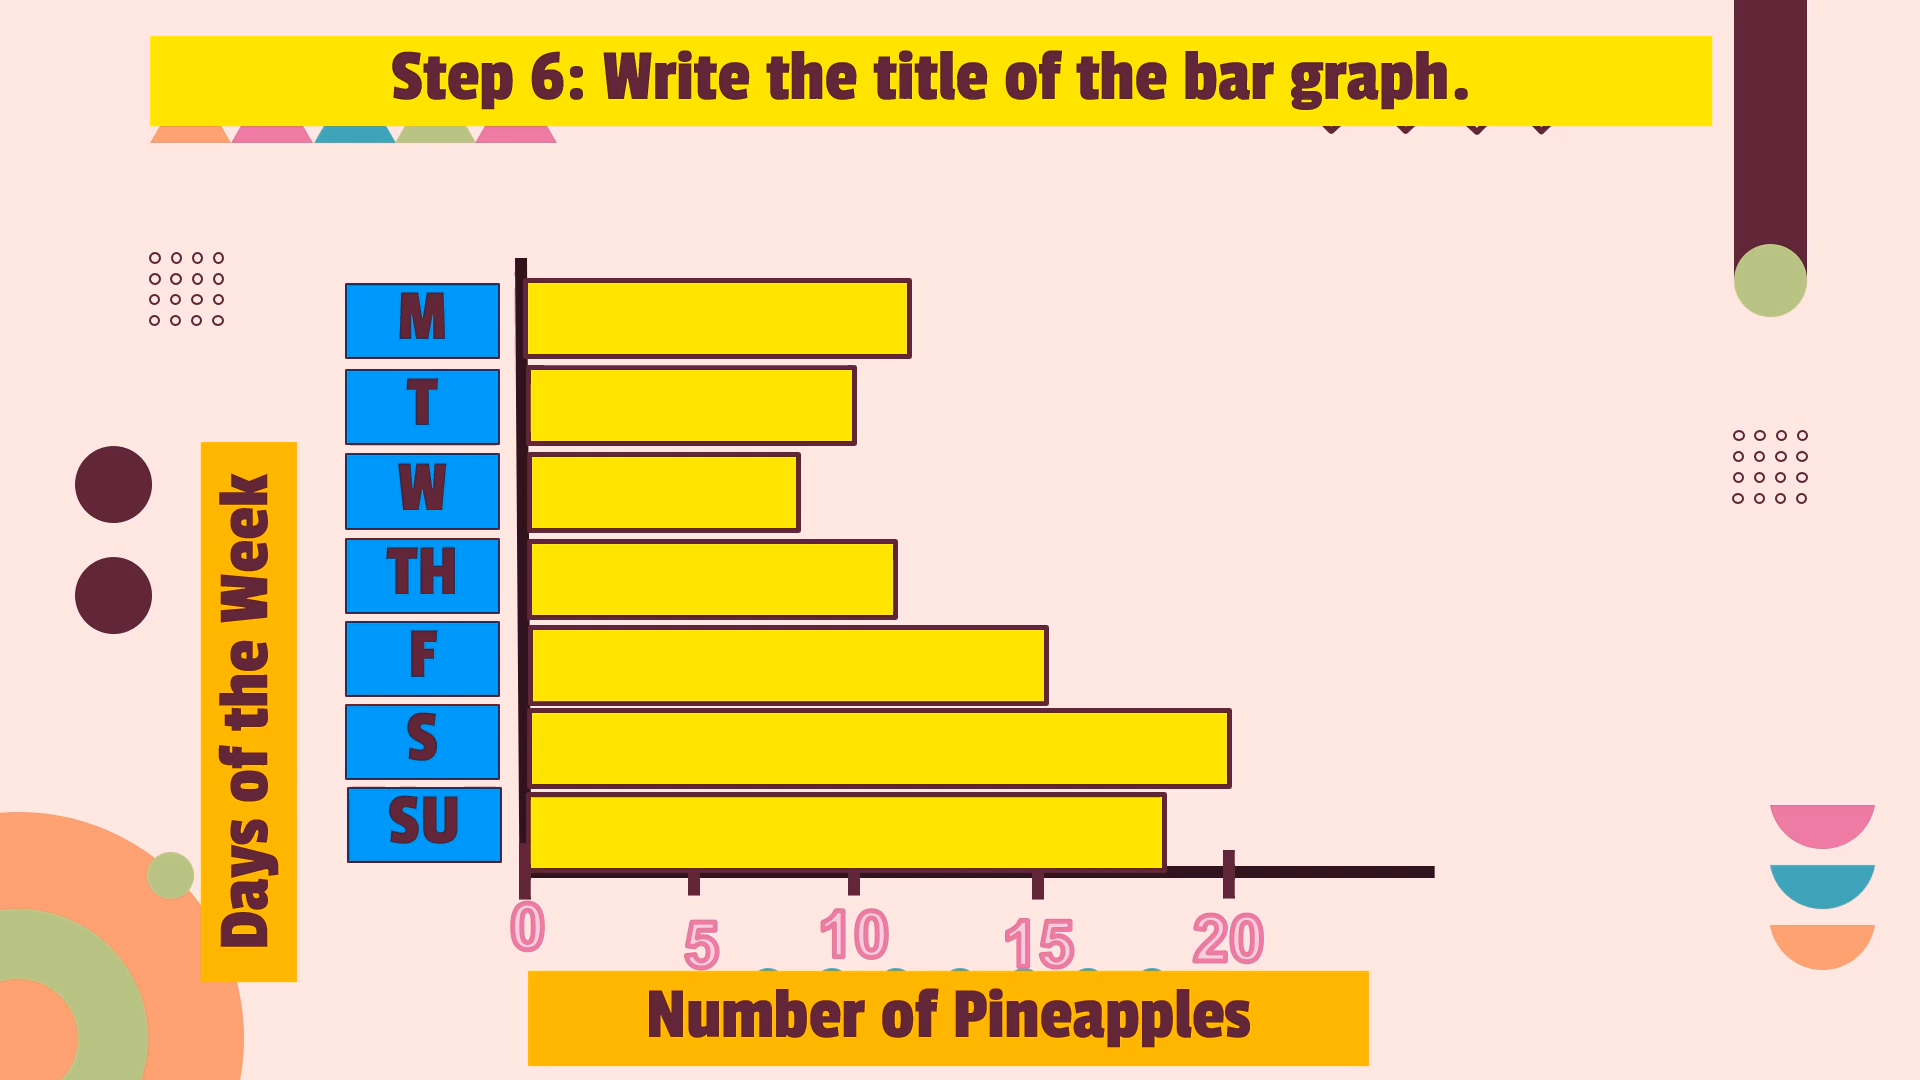 Step 6: Write the title of the bar graph.
M
T
W
TH
F
S
SU
Days of the Week
0
5
10
15
20
Number of Pineapples